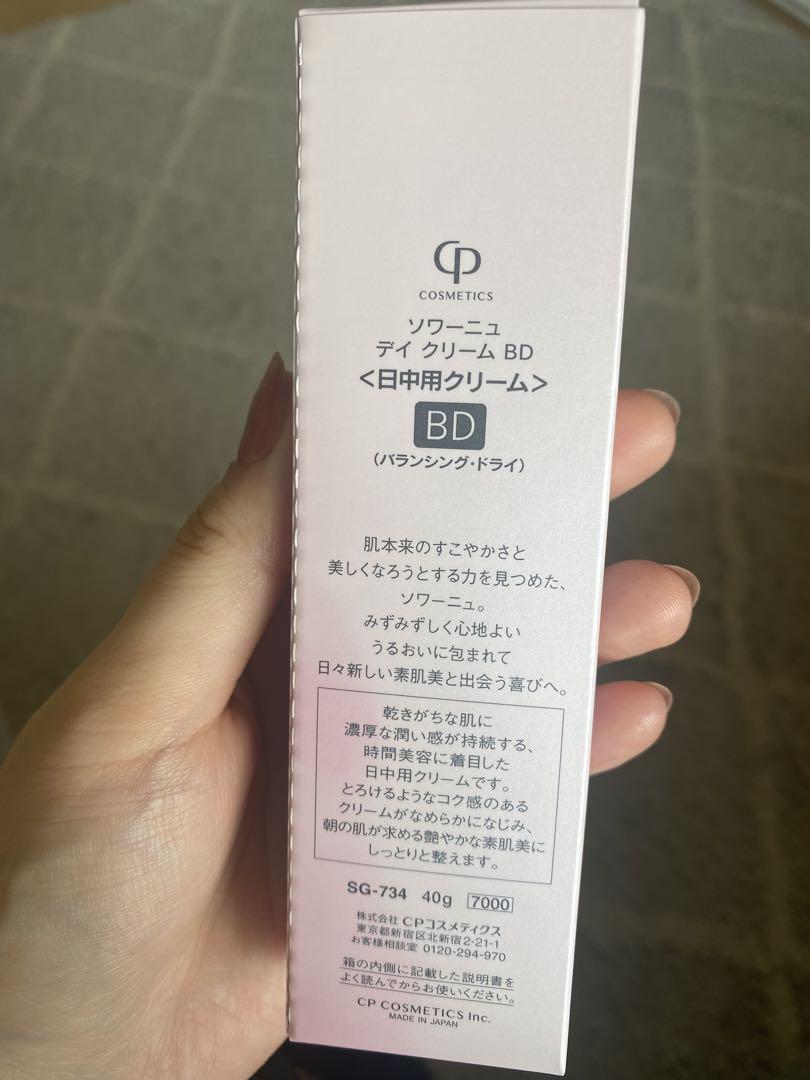 CP
COSMETICS
ソワーニュ
デイ クリーム BD
<日中用クリーム>
BD
(バランシング・ドライ)
肌本来のすこやかさと
美しくなろうとする力を見つめた、
ソワーニュ。
みずみずしく心地よい
うるおいに包まれて
日々新しい素肌美と出会う喜びへ。
乾きがちな肌に
濃厚な潤い感が持続する、
時間美容に着目した
日中用クリームです。
とろけるようなコク感のある
クリームがなめらかになじみ、
朝の肌が求める艶やかな素肌美に
しっとりと整えます。
SG-734 40g 7000
株式会社 CPコスメティクス
東京都新宿区北新宿2-21-1
お客様相談室 0120-294-970
箱の内側に記載した説明書を
よく読んでからお使いください。
CP COSMETICS Inc.
MADE IN JAPAN